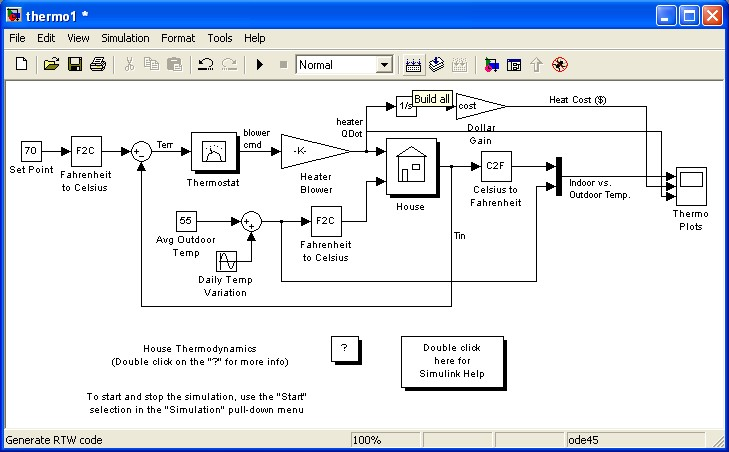 thermo1 *
File Edit View Simulation Format Tools Help
Normal
Build all
1/s
cost
Heat Cost ($)
heater
QDot
Dollar
Gain
blower
cmd
70
F2C
+
−
Terr
-K-
C2F
Set Point
Fahrenheit
to Celsius
Thermostat
Heater
Blower
House
Celsius to
Fahrenheit
Indoor vs.
Outdoor Temp.
Thermo
Plots
55
+
+
F2C
Avg Outdoor
Temp
Fahrenheit
to Celsius
Tin
Daily Temp
Variation
House Thermodynamics
(Double click on the "?" for more info)
?
Double click
here for
Simulink Help
To start and stop the simulation, use the "Start"
selection in the "Simulation" pull-down menu
Generate RTW code
100%
ode45